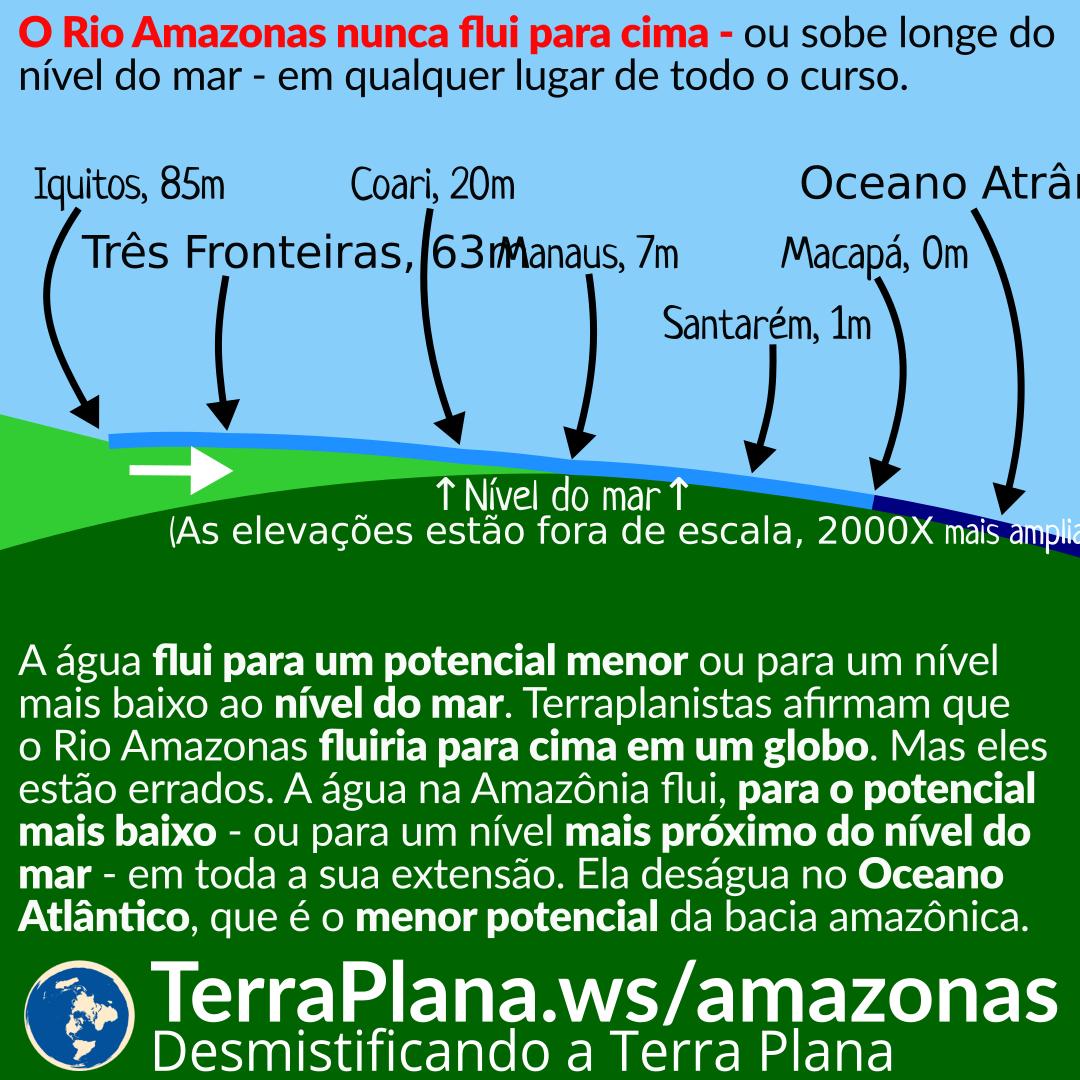 O Rio Amazonas nunca flui para cima - ou sobe longe do
nível do mar - em qualquer lugar de todo o curso.
Iquitos, 85m
Coari, 20m
Oceano Atrân
Três Fronteiras, 63m
Manaus, 7m
Macapá, 0m
Santarém, 1m
↑Nível do mar↑
(As elevações estão fora de escala, 2000X mais amplia
A água flui para um potencial menor ou para um nível
mais baixo ao nível do mar. Terraplanistas afirmam que
o Rio Amazonas fluiria para cima em um globo. Mas eles
estão errados. A água na Amazônia flui, para o potencial
mais baixo - ou para um nível mais próximo do nível do
mar - em toda a sua extensão. Ela deságua no Oceano
Atlântico, que é o menor potencial da bacia amazônica.
TerraPlana.ws/amazonas
Desmistificando a Terra Plana